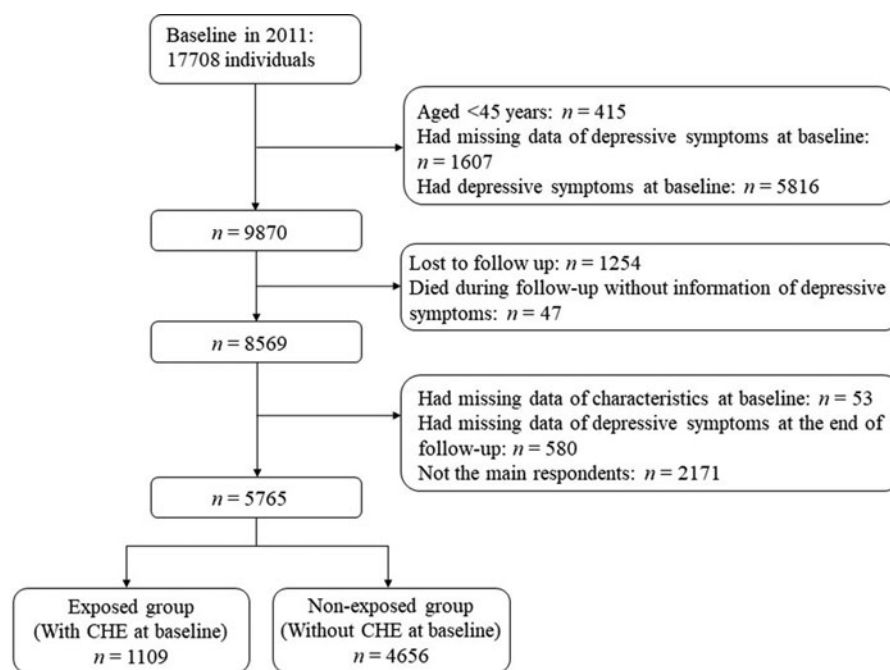 Baseline in 2011:
17708 individuals
Aged <45 years: n = 415
Had missing data of depressive symptoms at baseline:
n = 1607
Had depressive symptoms at baseline: n = 5816
n = 9870
Lost to follow up: n = 1254
Died during follow-up without information of depressive
symptoms: n = 47
n = 8569
Had missing data of characteristics at baseline: n = 53
Had missing data of depressive symptoms at the end of
follow-up: n = 580
Not the main respondents: n = 2171
n = 5765
Exposed group
(With CHE at baseline)
n = 1109
Non-exposed group
(Without CHE at baseline)
n = 4656